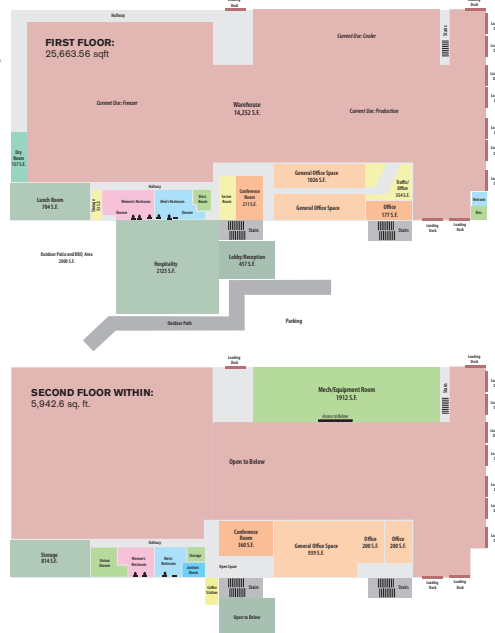 Loading
Dock
Hallway
FIRST FLOOR:
25,663.56 sqft
Current Use: Cooler
Stairs
Current Use: Freezer
Warehouse
14,252 S.F.
Current Use: Production
Dry
Room
Lunch Room
784 S.F.
Hallway
Women's Restroom
Men's Restroom
Shower
Shower
Conference
Room
211 S.F.
General Office Space
1026 S.F.
General Office Space
Traffic/
Office
354 S.F.
Office
177 S.F.
Restroom
Elec.
Stairs
Stairs
Loading
Dock
Loading
Dock
Outdoor Patio and BBQ Area
2000 S.F.
Hospitality
2125 S.F.
Lobby/Reception
457 S.F.
Outdoor Path
Parking
Loading
Dock
Loading
Dock
SECOND FLOOR WITHIN:
5,942.6 sq. ft.
Mech/Equipment Room
1912 S.F.
Access to Below
Stairs
Open to Below
Storage
814 S.F.
Hallway
Women's
Restroom
Men's
Restroom
Storage
Janitors
Room
Open Space
Conference
Room
360 S.F.
General Office Space
939 S.F.
Office
200 S.F.
Office
200 S.F.
Coffee
Station
Stairs
Stairs
Loading
Dock
Loading
Dock
Open to Below